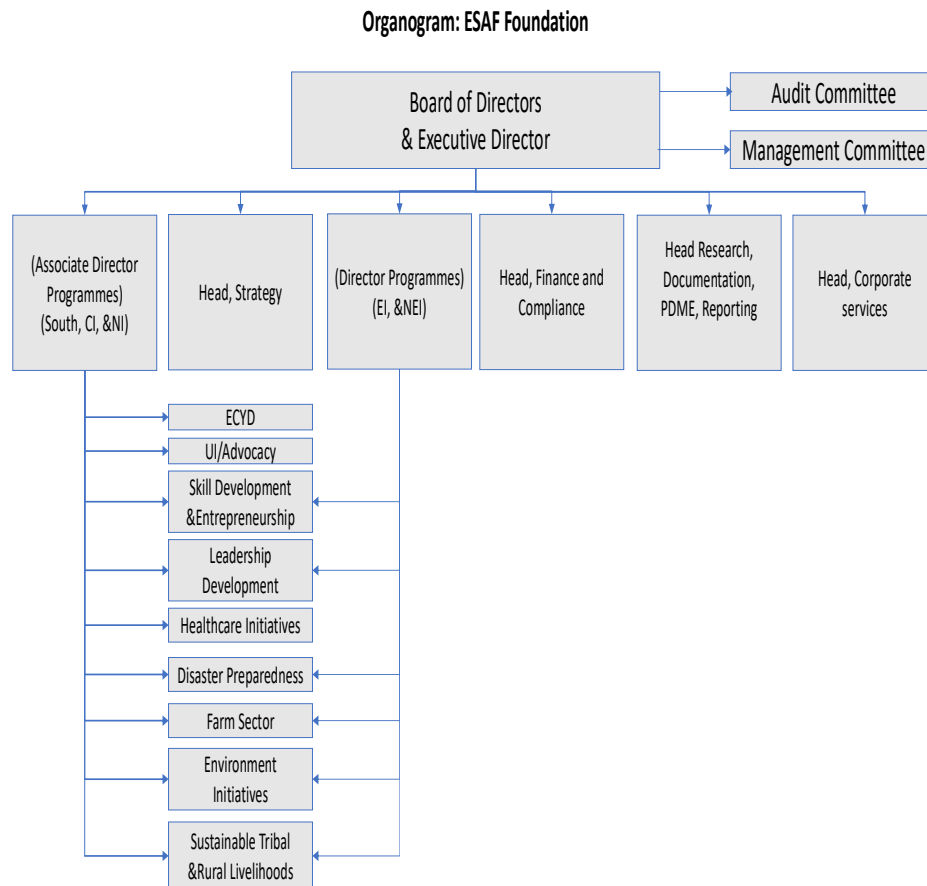 Organogram: ESAF Foundation
Board of Directors
& Executive Director
Audit Committee
Management Committee
(Associate Director
Programmes)
(South, CI, &NI)
Head, Strategy
(Director Programmes)
(EI, &NEI)
Head, Finance and
Compliance
Head Research,
Documentation,
PDME, Reporting
Head, Corporate
services
ECYD
UI/Advocacy
Skill Development
&Entrepreneurship
Leadership
Development
Healthcare Initiatives
Disaster Preparedness
Farm Sector
Environment
Initiatives
Sustainable Tribal
&Rural Livelihoods